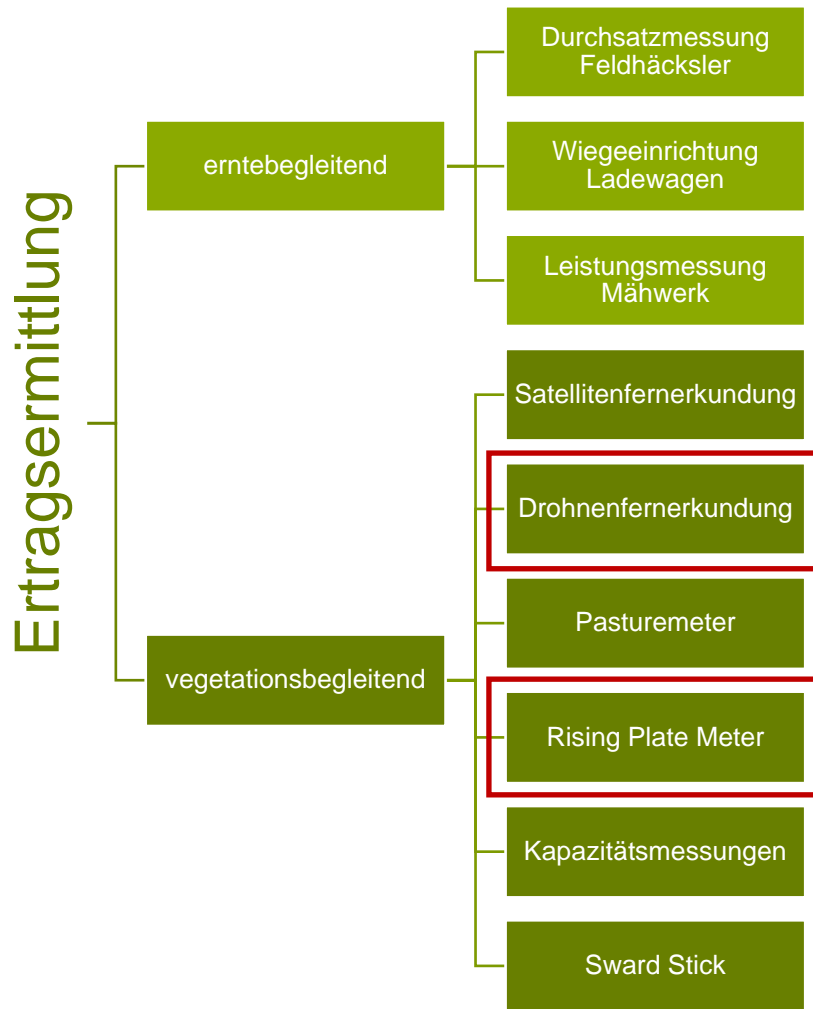 Ertragsermittlung
erntebegleitend
Durchsatzmessung
Feldhäcksler
Wiegeeinrichtung
Ladewagen
Leistungsmessung
Mähwerk
vegetationsbegleitend
Satellitenfernerkundung
Drohnenfernerkundung
Pasturemeter
Rising Plate Meter
Kapazitätsmessungen
Sward Stick